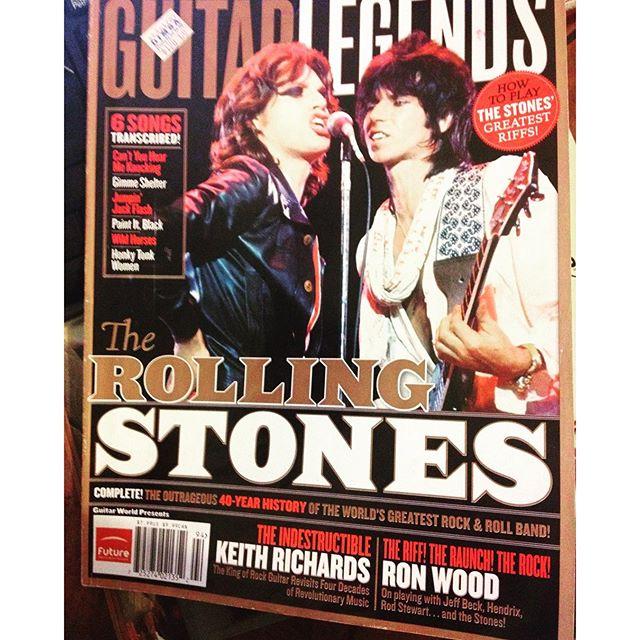 GUITAR LEGENDS
HOW
TO PLAY
THE STONES'
GREATEST
RIFFS!
6 SONGS
TRANSCRIBED!
Can't You Hear
Me Knocking
Gimme Shelter
Jumpin'
Jack Flash
Paint It, Black
Wild Horses
Honky Tonk
Women
The
ROLLING
STONES
COMPLETE! THE OUTRAGEOUS 40-YEAR HISTORY OF THE WORLD'S GREATEST ROCK & ROLL BAND!
Guitar World Presents
future
THE INDESTRUCTIBLE
KEITH RICHARDS
The King of Rock Guitar Revisits Four Decades
of Revolutionary Music
THE RIFF! THE RAUNCH! THE ROCK!
RON WOOD
On playing with Jeff Beck, Hendrix,
Rod Stewart... and the Stones!